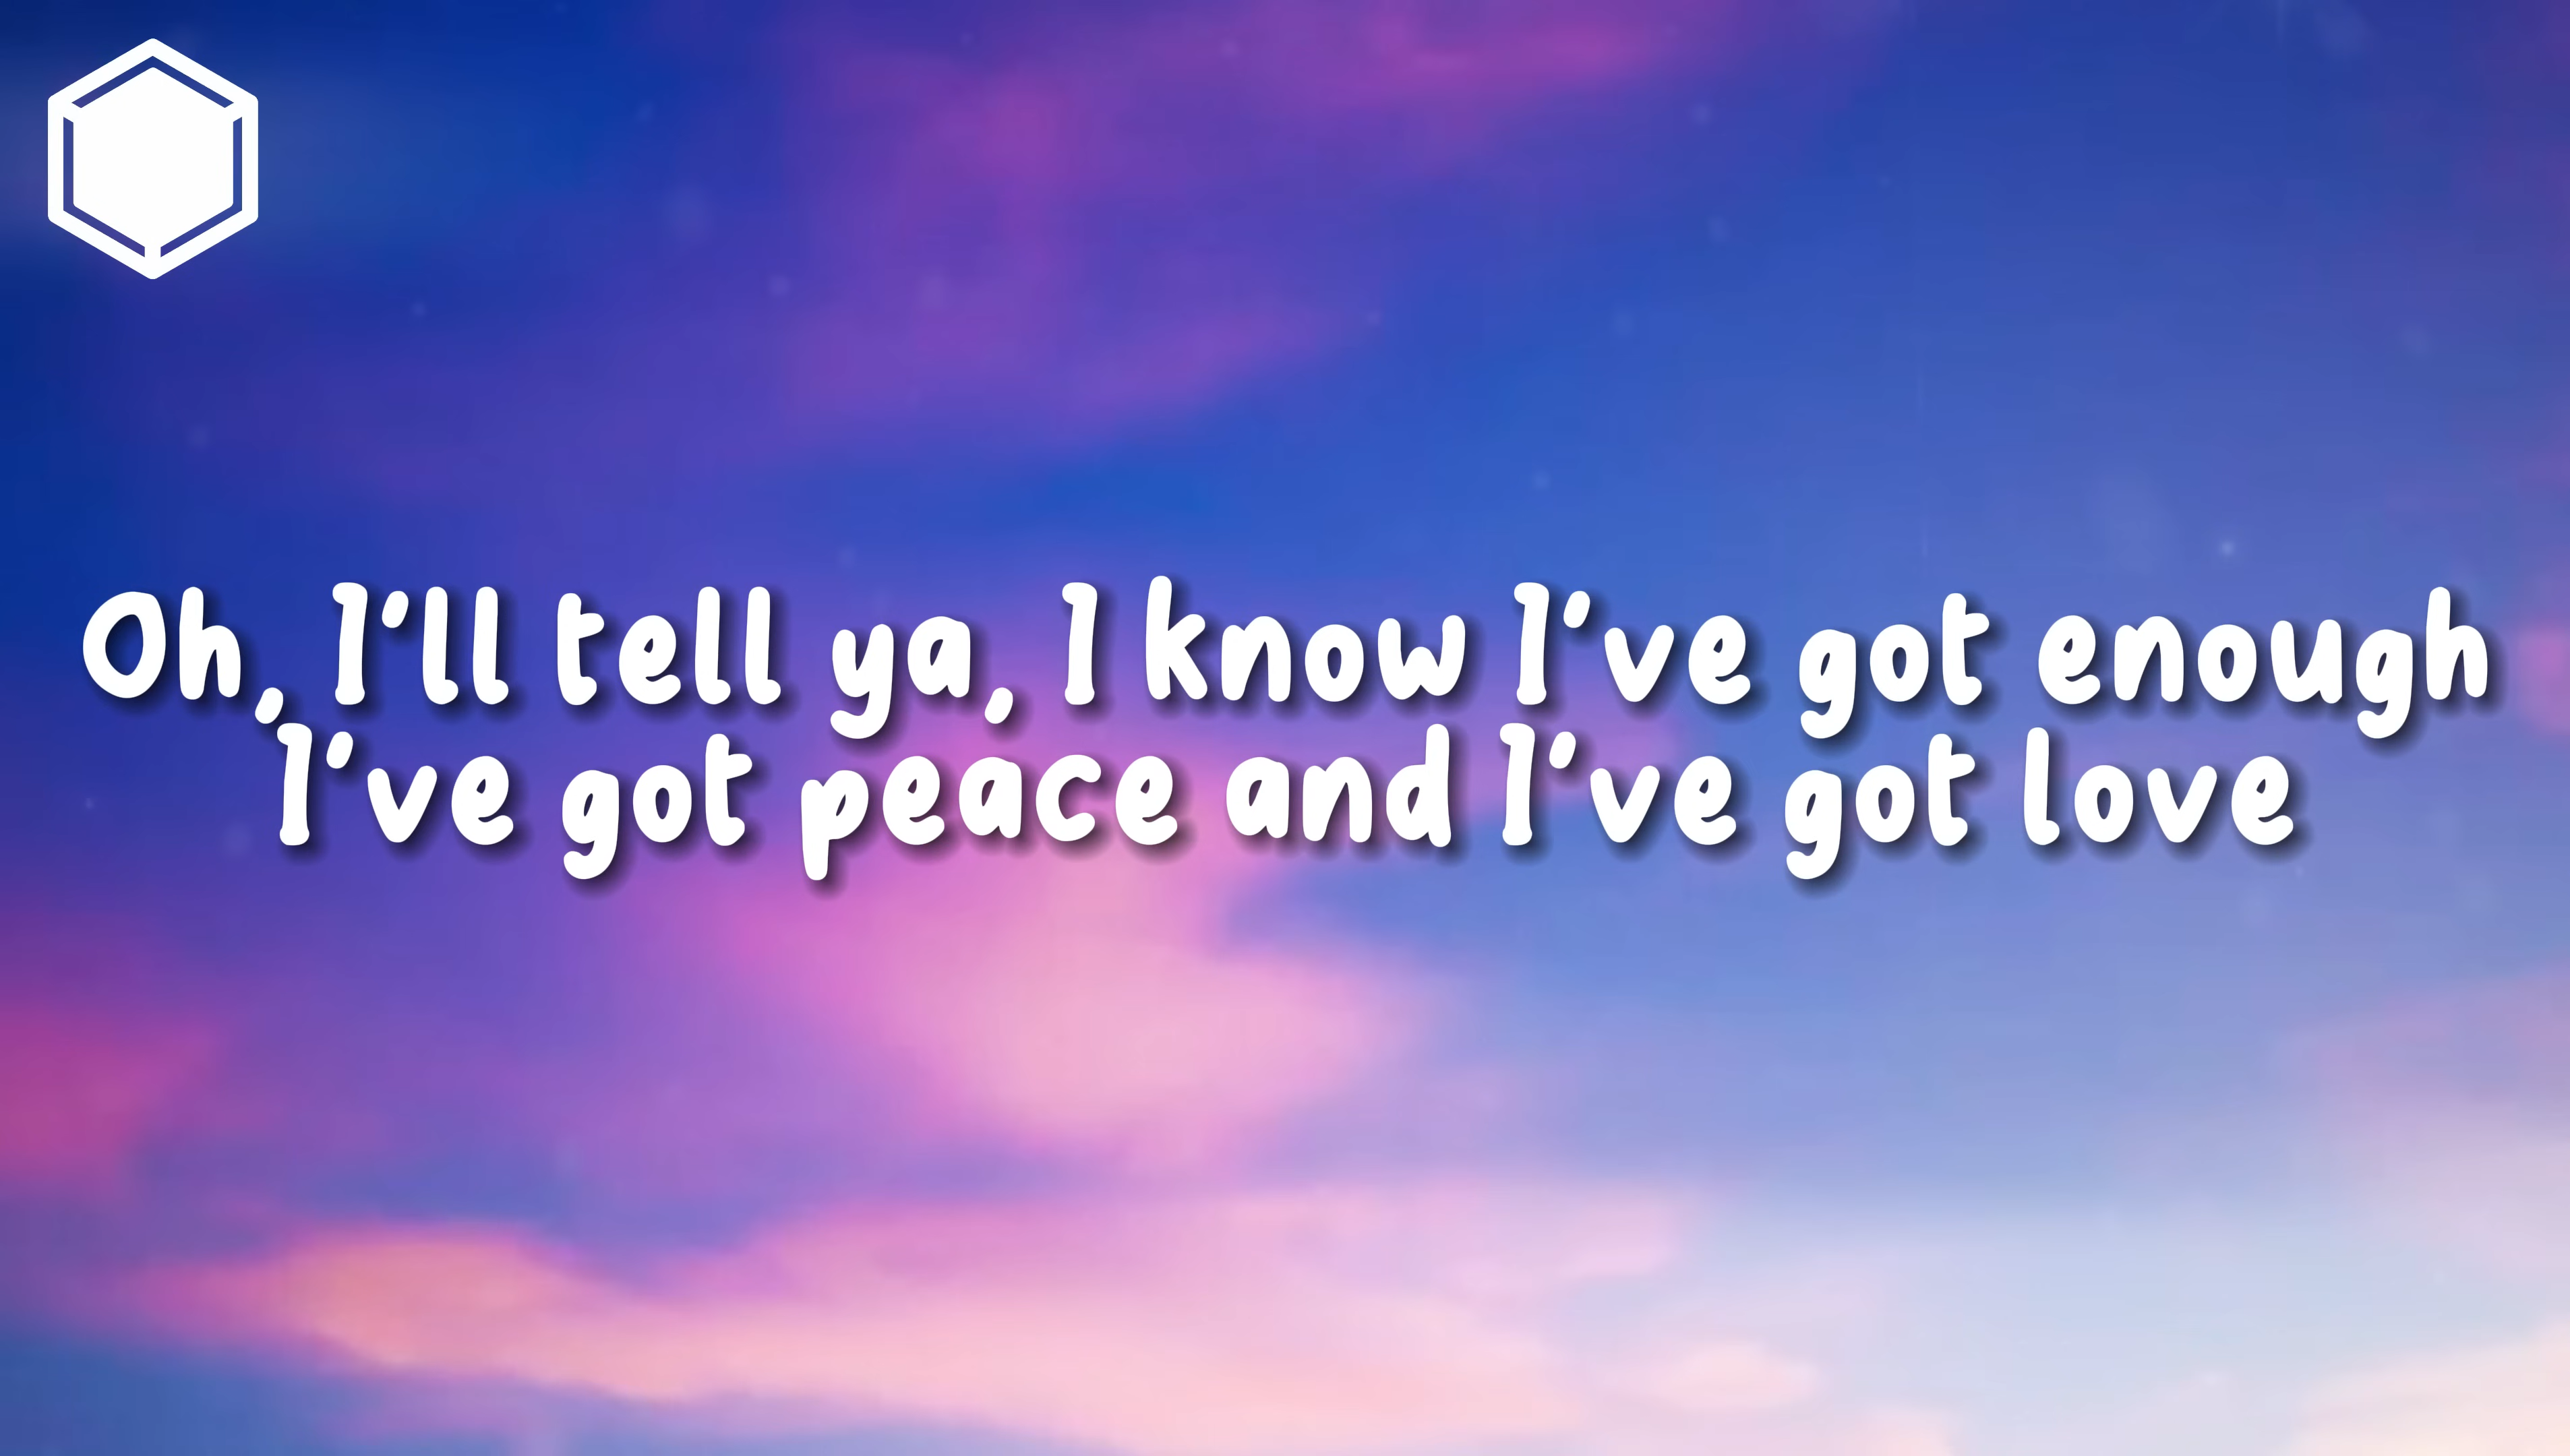 Oh, I'll tell ya, I know I've got enough
I've got peace and I've got love